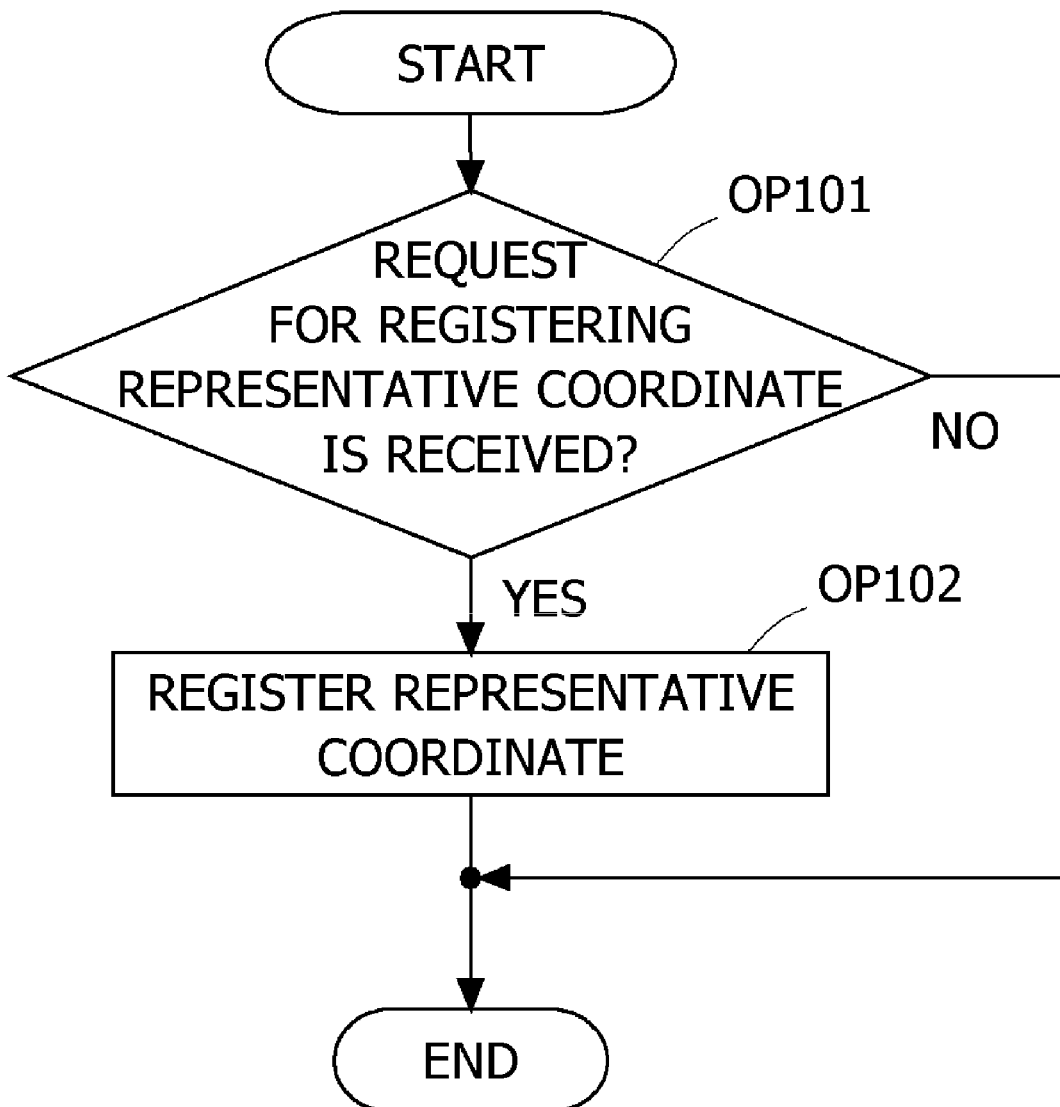 START
OP101
REQUEST
FOR REGISTERING
REPRESENTATIVE COORDINATE
IS RECEIVED?
NO
YES
OP102
REGISTER REPRESENTATIVE
COORDINATE
END